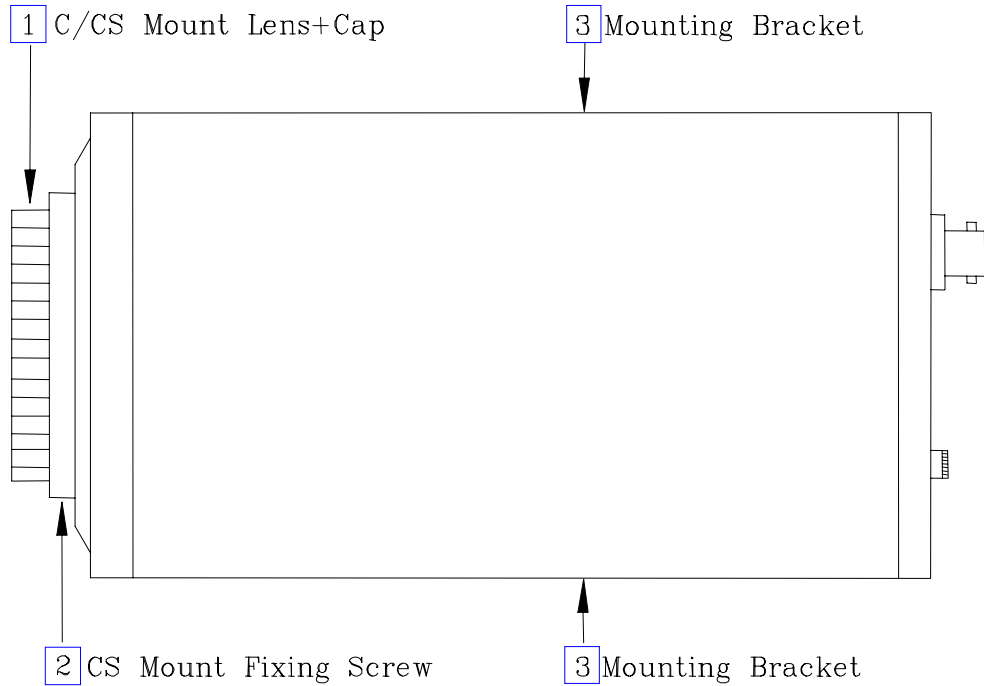 1 C/CS Mount Lens+Cap
3 Mounting Bracket
2 CS Mount Fixing Screw
3 Mounting Bracket